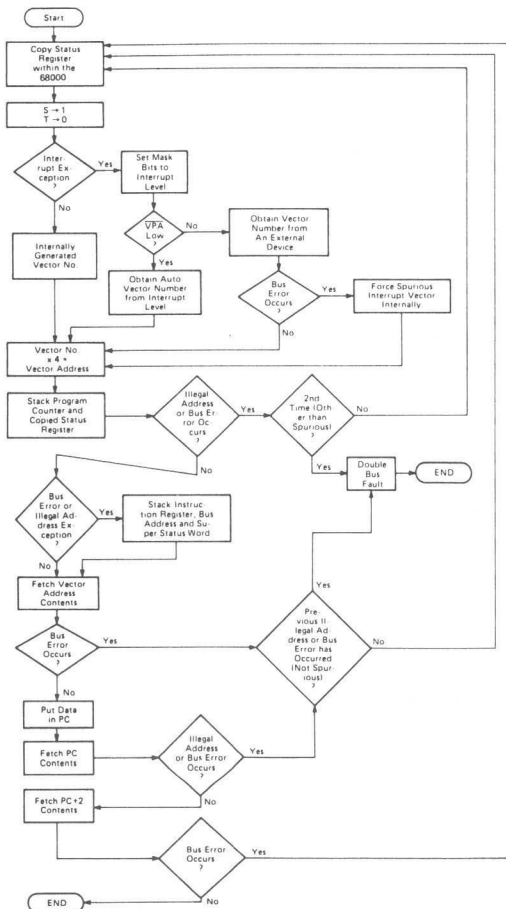 Start
Copy Status
Register
within the
68000
S → 1
T → 0
Inter-
rupt Ex-
ception
?
Yes
No
Set Mask
Bits to
Interrupt
Level
VPA
Low
?
No
Yes
Obtain Vector
Number from
An External
Device
Internally
Generated
Vector No.
Obtain Auto
Vector Number
from Interrupt
Level
Bus
Error
Occurs
?
Yes
No
Force Spurious
Interrupt Vector
Internally
Vector No.
x 4 =
Vector Address
Stack Program
Counter and
Copied Status
Register
Illegal
Address
or Bus Er-
ror Oc-
curs
?
Yes
No
2nd
Time (Oth-
er than
Spurious)
?
No
Yes
Double
Bus
Fault
END
Bus
Error or
Illegal Ad-
dress Ex-
ception
?
Yes
No
Stack Instruc-
tion Register, Bus
Address and Su-
per Status Word
Fetch Vector
Address
Contents
Bus
Error
Occurs
?
Yes
No
Pre-
vious Il-
legal Ad-
dress or Bus
Error has
Occurred
(Not Spur-
ious)
?
Yes
No
Put Data
in PC
Fetch PC
Contents
Illegal
Address
or Bus Error
Occurs
?
Yes
No
Fetch PC+2
Contents
Bus Error
Occurs
?
Yes
No
END